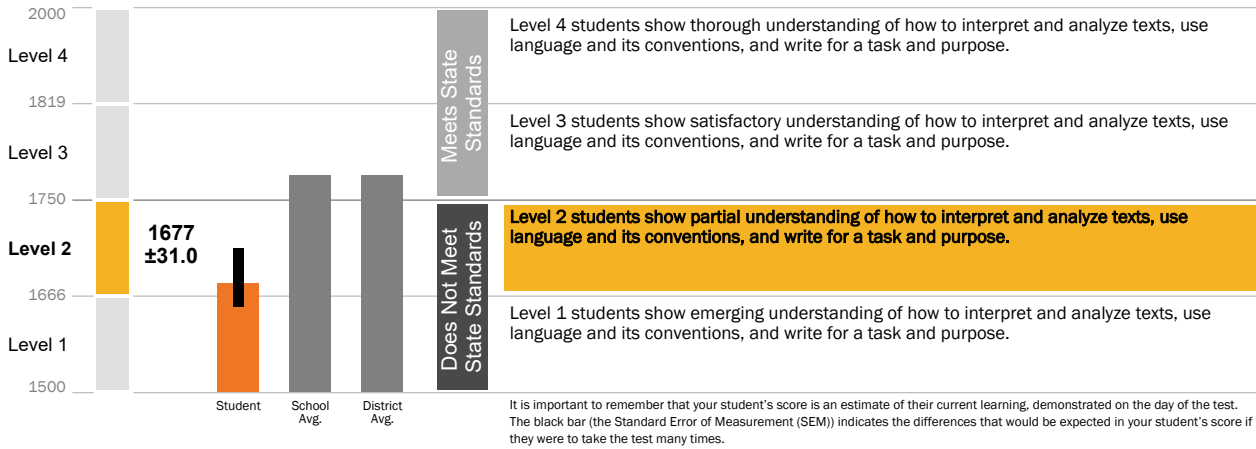 2000
Level 4
1819
Level 3
1750
Level 2
1666
Level 1
1500
1677
±31.0
Student
School
Avg.
District
Avg.
Meets State
Standards
Does Not Meet
State Standards
Level 4 students show thorough understanding of how to interpret and analyze texts, use
language and its conventions, and write for a task and purpose.
Level 3 students show satisfactory understanding of how to interpret and analyze texts, use
language and its conventions, and write for a task and purpose.
Level 2 students show partial understanding of how to interpret and analyze texts, use
language and its conventions, and write for a task and purpose.
Level 1 students show emerging understanding of how to interpret and analyze texts, use
language and its conventions, and write for a task and purpose.
It is important to remember that your student's score is an estimate of their current learning, demonstrated on the day of the test.
The black bar (the Standard Error of Measurement (SEM)) indicates the differences that would be expected in your student's score if
they were to take the test many times.